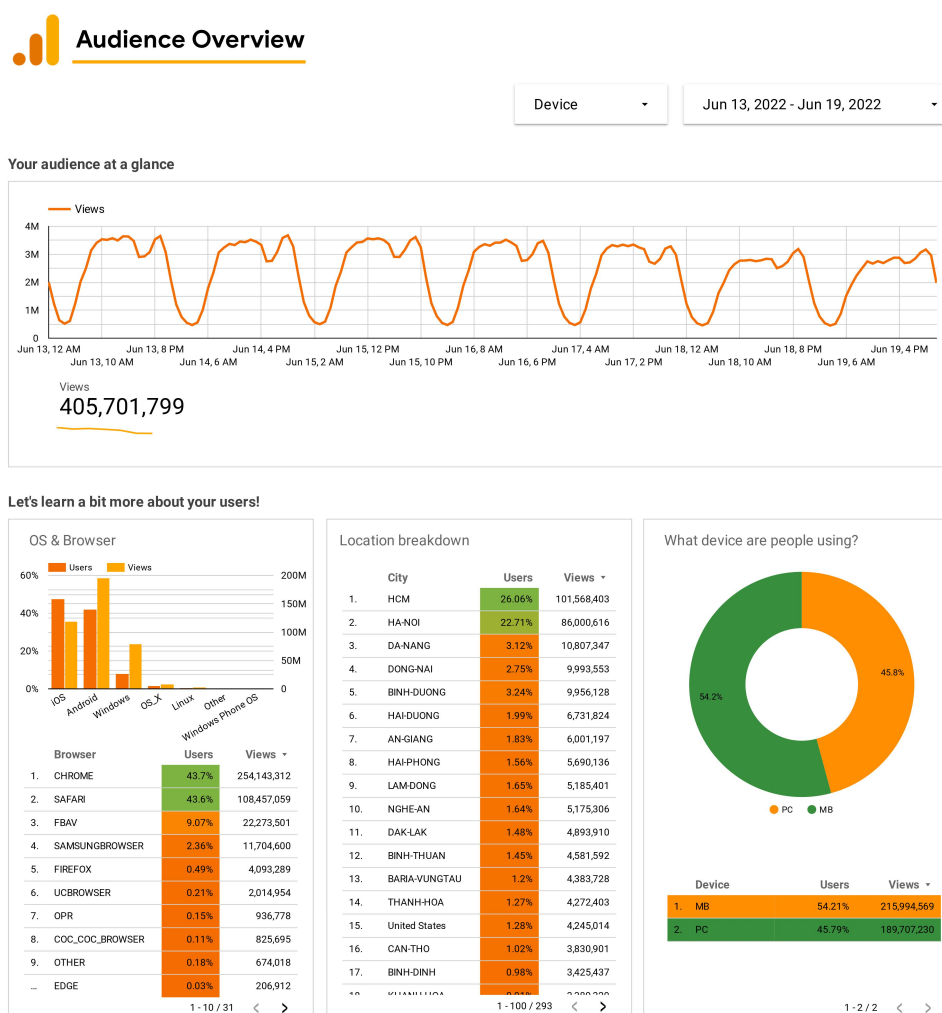 Audience Overview
Device
Jun 13, 2022 - Jun 19, 2022
Your audience at a glance
Views
4M
3M
2M
1M
0
Jun 13, 12 AM Jun 13, 8 PM Jun 14, 4 PM Jun 15, 12 PM Jun 16, 8 AM Jun 17, 4 AM Jun 18, 12 AM Jun 18, 8 PM Jun 19, 4 PM
Jun 13, 10 AM Jun 14, 6 AM Jun 15, 2 AM Jun 15, 10 PM Jun 16, 6 PM Jun 17, 2 PM Jun 18, 10 AM Jun 19, 6 AM
Views
405,701,799
Let's learn a bit more about your users!
OS & Browser
Users Views
60% 200M
150M
40%
100M
20%
50M
0% 0
iOS Android Windows OS_X Linux Other Windows Phone OS
Browser Users Views
1. CHROME 43.7% 254,143,312
2. SAFARI 43.6% 108,457,059
3. FBAV 9.07% 22,273,501
4. SAMSUNGBROWSER 2.36% 11,704,600
5. FIREFOX 0.49% 4,093,289
6. UCBROWSER 0.21% 2,014,954
7. OPR 0.15% 936,778
8. COC_COC_BROWSER 0.11% 825,695
9. OTHER 0.18% 674,018
... EDGE 0.03% 206,912
1 - 10 / 31
Location breakdown
City Users Views
1. HCM 26.06% 101,568,403
2. HA-NOI 22.71% 86,000,616
3. DA-NANG 3.12% 10,807,347
4. DONG-NAI 2.75% 9,993,553
5. BINH-DUONG 3.24% 9,956,128
6. HAI-DUONG 1.99% 6,731,824
7. AN-GIANG 1.83% 6,001,197
8. HAI-PHONG 1.56% 5,690,136
9. LAM-DONG 1.65% 5,185,401
10. NGHE-AN 1.64% 5,175,306
11. DAK-LAK 1.48% 4,893,910
12. BINH-THUAN 1.45% 4,581,592
13. BARIA-VUNGTAU 1.2% 4,383,728
14. THANH-HOA 1.27% 4,272,403
15. United States 1.28% 4,245,014
16. CAN-THO 1.02% 3,830,901
17. BINH-DINH 0.98% 3,425,437
1 - 100 / 293
What device are people using?
45.8%
54.2%
PC MB
Device Users Views
1. MB 54.21% 215,994,569
2. PC 45.79% 189,707,230
1 - 2 / 2